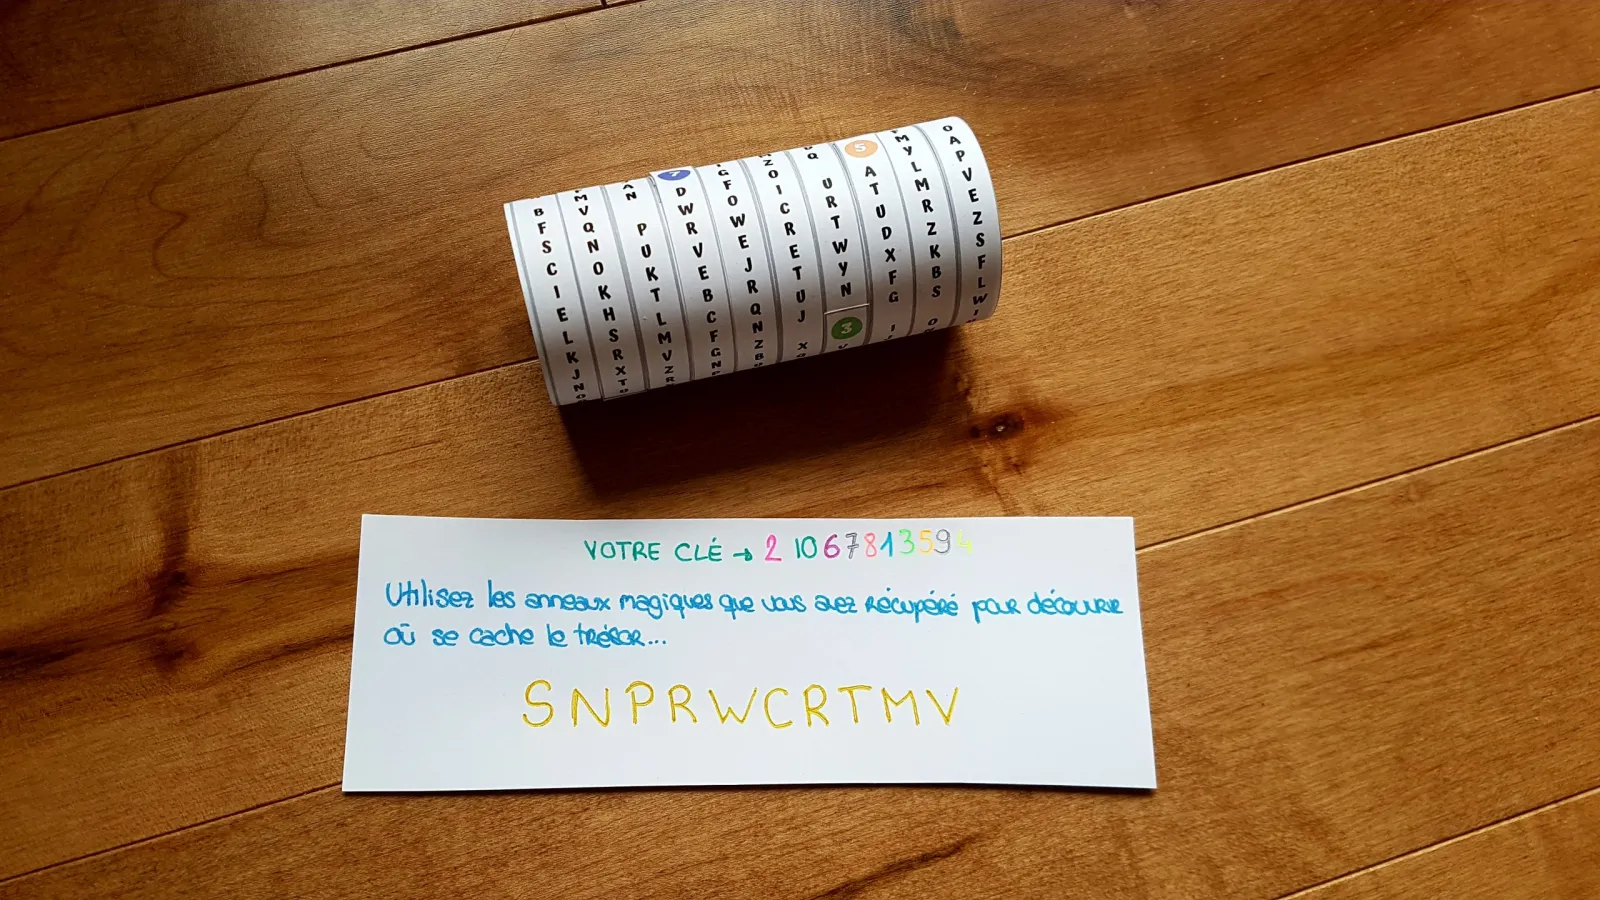 B F S C I E L K J N O
M V Q N O K H S R X T
A N P U K T L M V Z R
7 D W R V E B C F G N
G F O W E J R Q N Z B
Z O I C R E T U J X
Q U R T W Y N 3 V
5 A T U D X F G I
M Y L M R Z K B S O
O A P V E Z S F L W
VOTRE CLÉ → 2 10 6 7 8 1 3 5 9 4
Utilisez les anneaux magiques que vous avez récupéré pour découvrir
où se cache le trésor...
SNPRWCRTMV